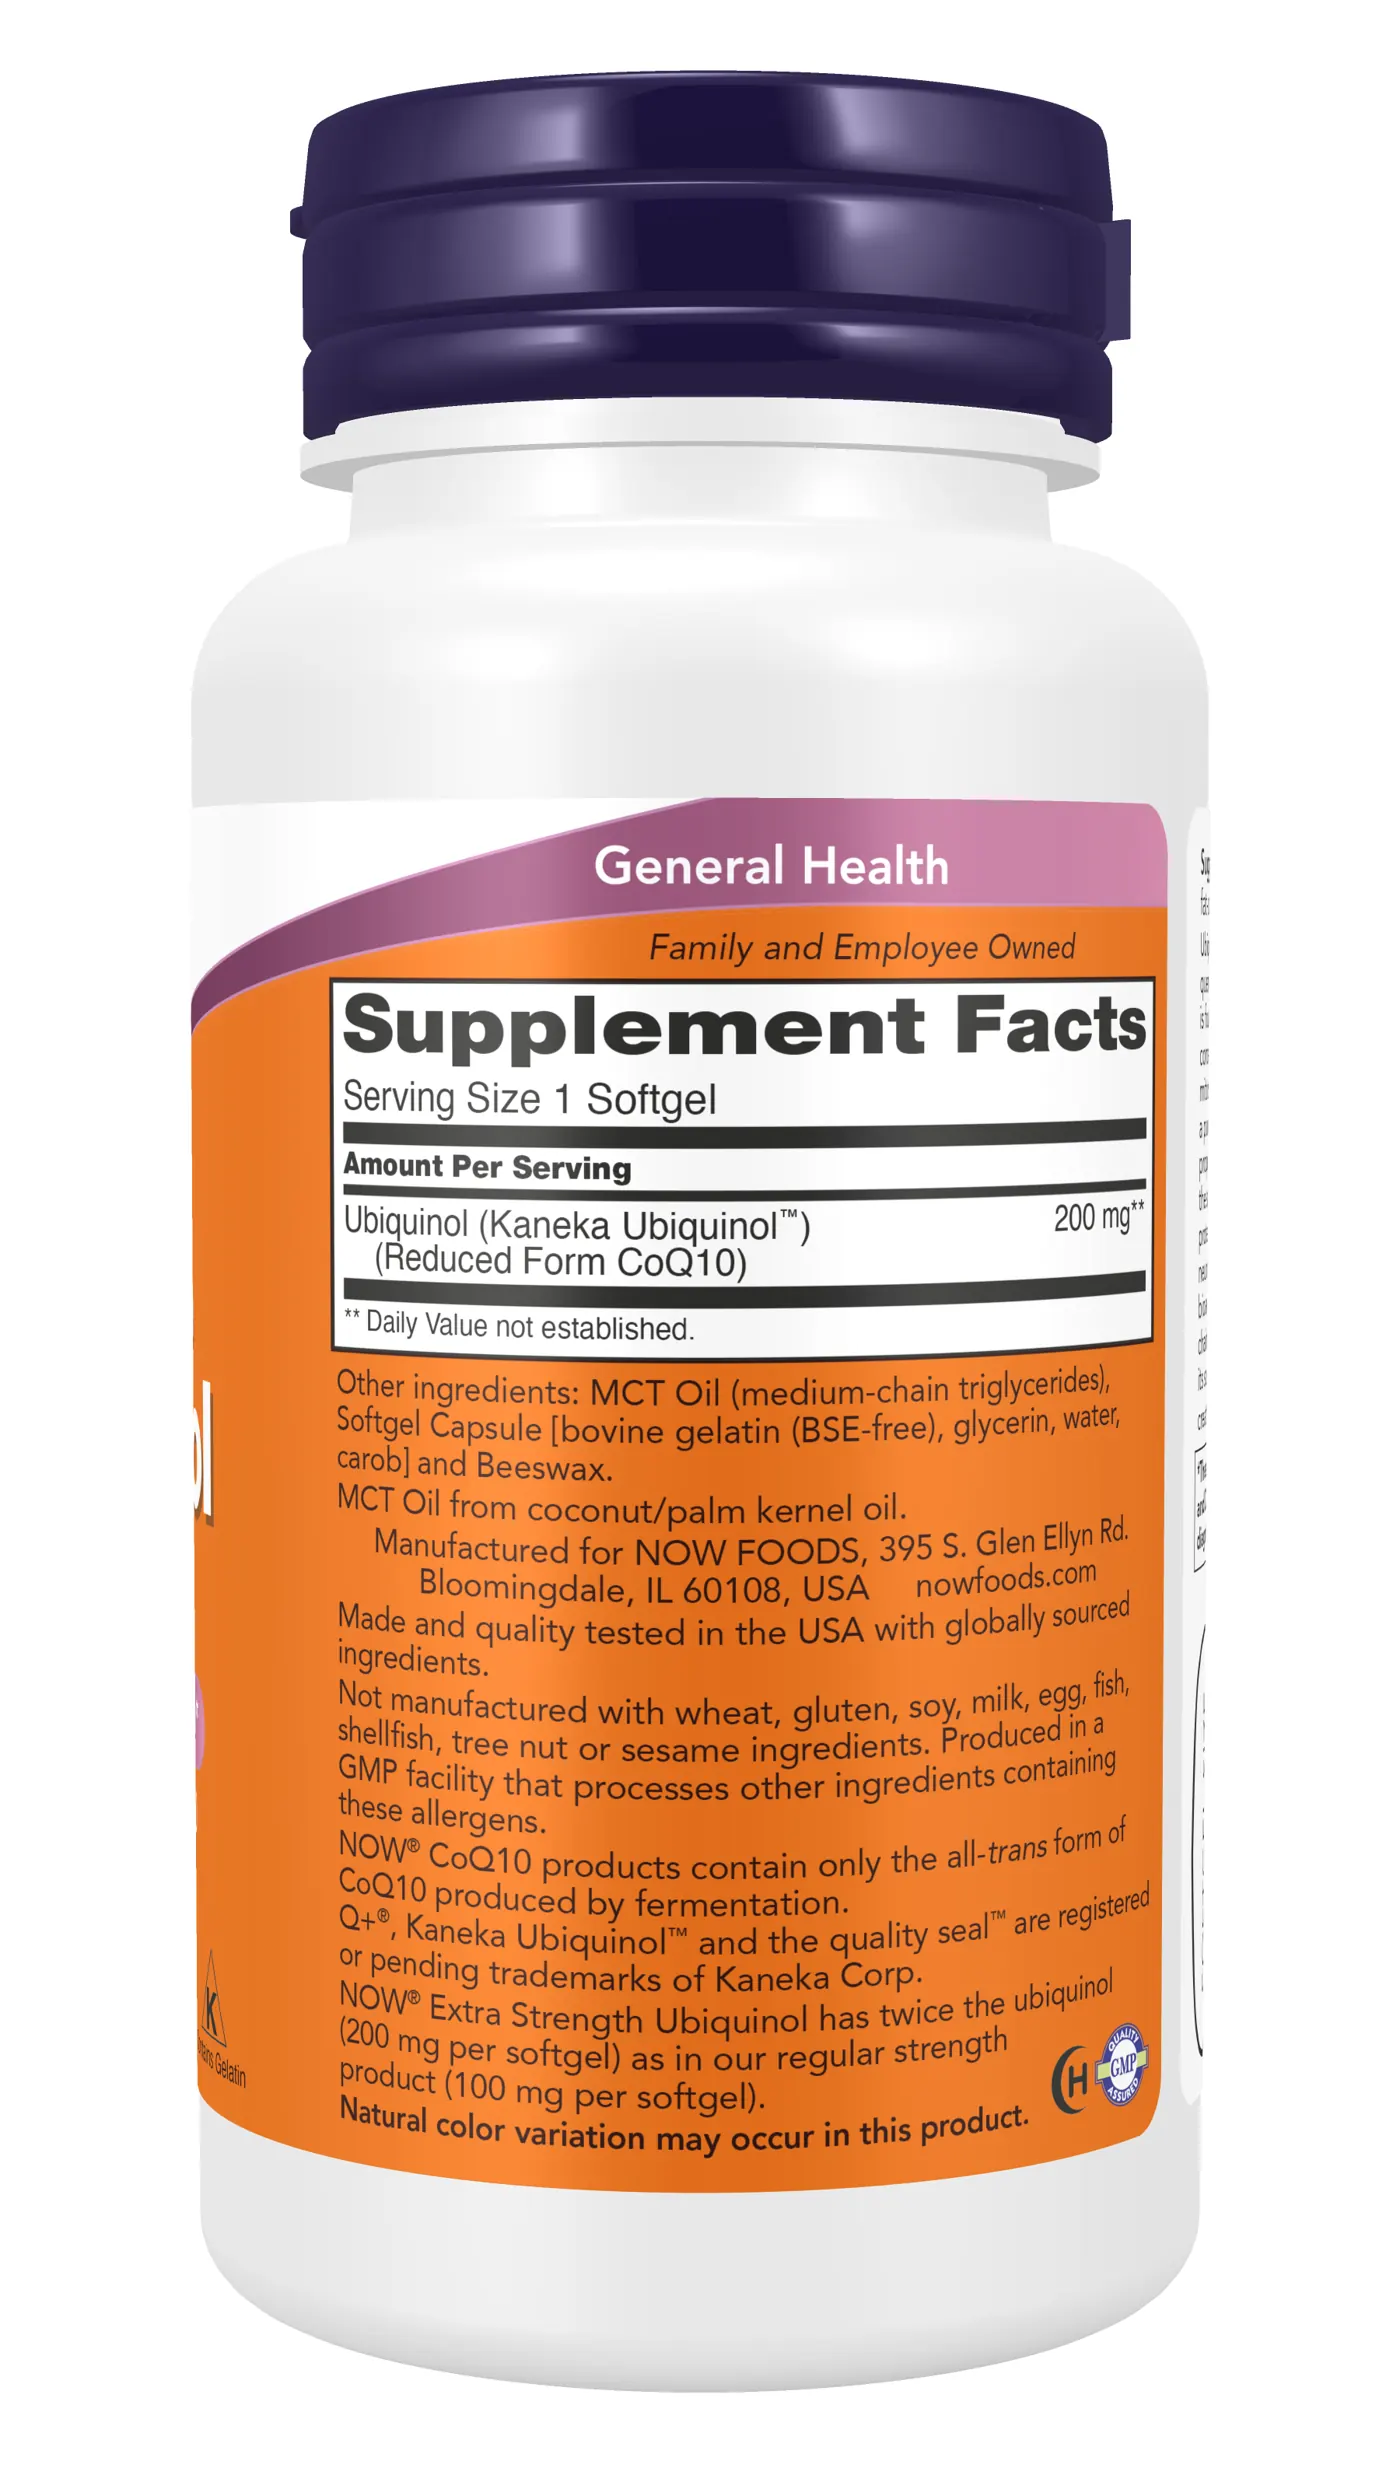 General Health
Family and Employee Owned
Supplement Facts
Serving Size 1 Softgel
Amount Per Serving
Ubiquinol (Kaneka Ubiquinol™) 200 mg**
(Reduced Form CoQ10)
** Daily Value not established.
Other ingredients: MCT Oil (medium-chain triglycerides),
Softgel Capsule [bovine gelatin (BSE-free), glycerin, water,
carob] and Beeswax.
MCT Oil from coconut/palm kernel oil.
Manufactured for NOW FOODS, 395 S. Glen Ellyn Rd.
Bloomingdale, IL 60108, USA nowfoods.com
Made and quality tested in the USA with globally sourced
ingredients.
Not manufactured with wheat, gluten, soy, milk, egg, fish,
shellfish, tree nut or sesame ingredients. Produced in a
GMP facility that processes other ingredients containing
these allergens.
NOW® CoQ10 products contain only the all-trans form of
CoQ10 produced by fermentation.
Q+®, Kaneka Ubiquinol™ and the quality seal™ are registered
or pending trademarks of Kaneka Corp.
NOW® Extra Strength Ubiquinol has twice the ubiquinol
(200 mg per softgel) as in our regular strength
product (100 mg per softgel).
Natural color variation may occur in this product.
H
QUALITY
GMP
ASSURED
K
Gelatin